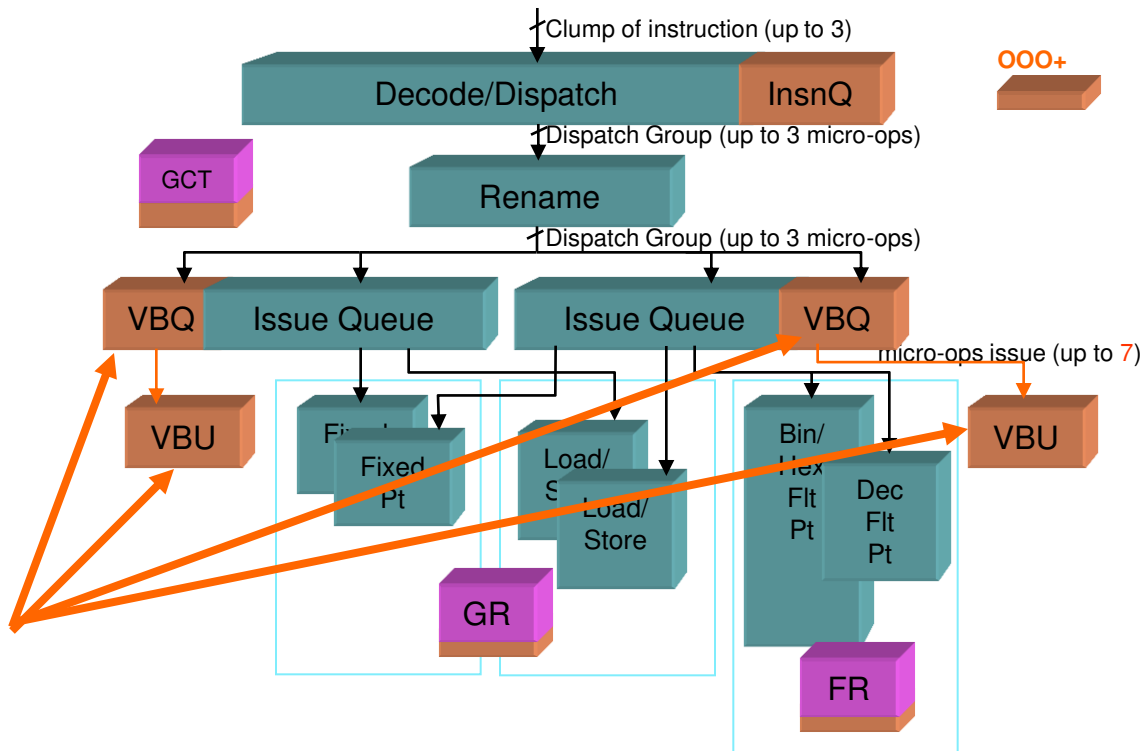 Clump of instruction (up to 3)
OOO+
Decode/Dispatch
InsnQ
Dispatch Group (up to 3 micro-ops)
GCT
Rename
Dispatch Group (up to 3 micro-ops)
VBQ
Issue Queue
Issue Queue
VBQ
micro-ops issue (up to 7)
VBU
Fixed
Pt
Load/
Load/
Store
Bin/
Hex
Flt
Pt
Dec
Flt
Pt
VBU
GR
FR